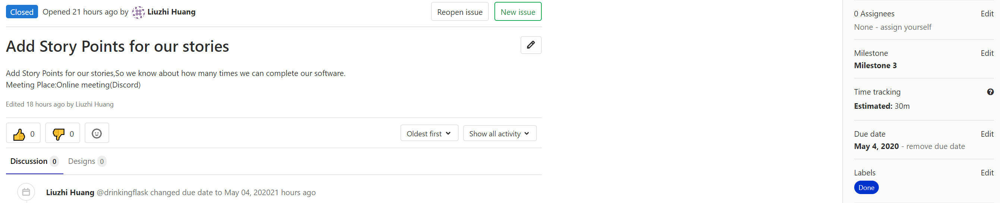 Closed Opened 21 hours ago by Liuzhi Huang Reopen issue New issue
Add Story Points for our stories
Add Story Points for our stories,So we know about how many times we can complete our software.
Meeting Place:Online meeting(Discord)
Edited 18 hours ago by Liuzhi Huang
0 0 Oldest first Show all activity
Discussion 0 Designs 0
Liuzhi Huang @drinkingflask changed due date to May 04, 202021 hours ago
0 Assignees Edit
None - assign yourself
Milestone Edit
Milestone 3
Time tracking ?
Estimated: 30m
Due date Edit
May 4, 2020 - remove due date
Labels Edit
Done